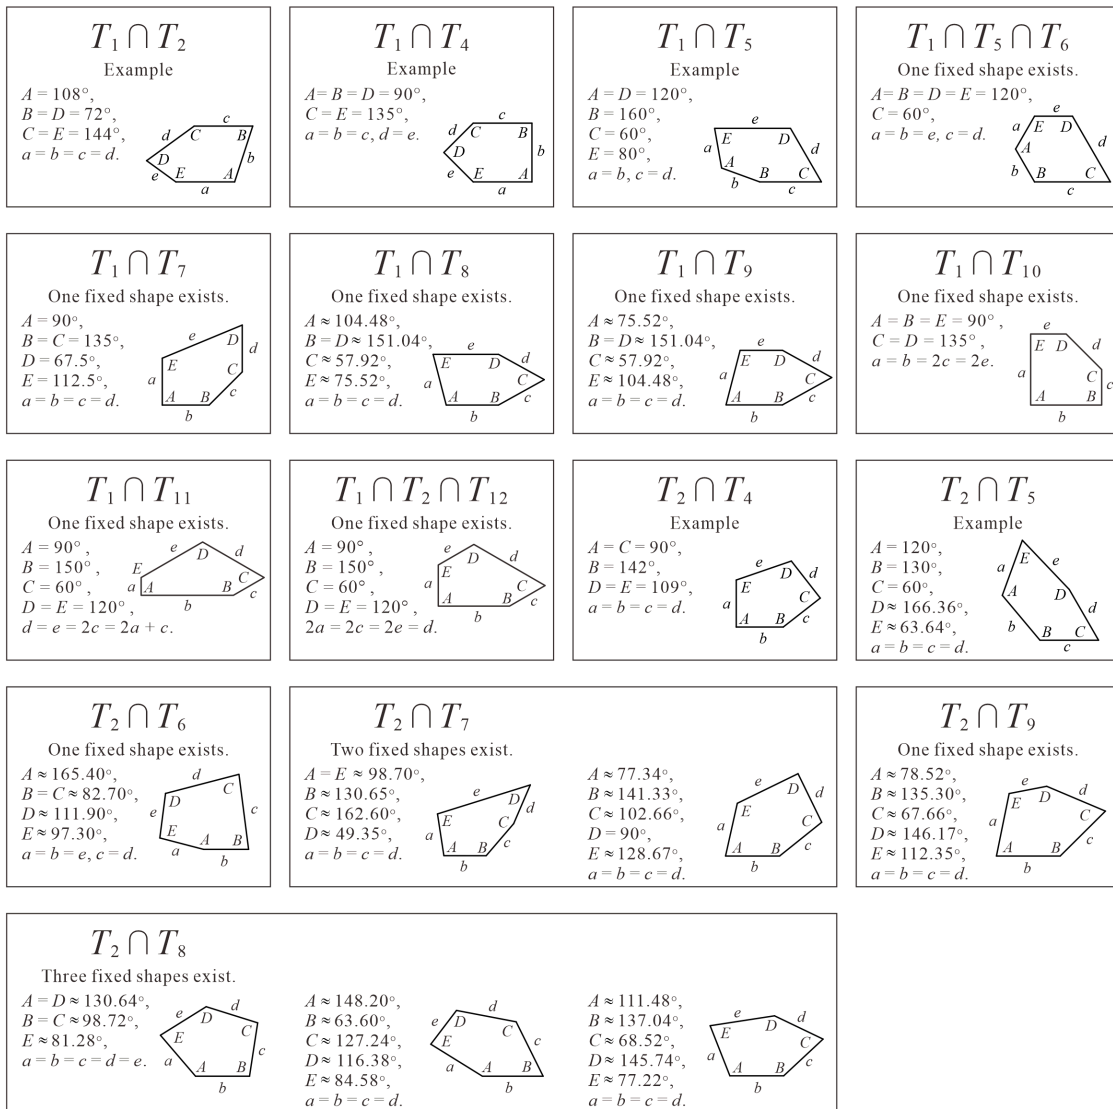 T₁ ∩ T₂
Example
A = 108°,
B = D = 72°,
C = E = 144°,
a = b = c = d.
c
d
C
B
D
b
e
E
A
a
T₁ ∩ T₄
Example
A = B = D = 90°,
C = E = 135°,
a = b = c, d = e.
c
d
C
B
D
b
e
E
A
a
T₁ ∩ T₅
Example
A = D = 120°,
B = 160°,
C = 60°,
E = 80°,
a = b, c = d.
e
E
D
a
d
A
B
C
b
c
T₁ ∩ T₅ ∩ T₆
One fixed shape exists.
A = B = D = E = 120°,
C = 60°,
a = b = e, c = d.
e
a
E
D
A
d
b
B
C
c
T₁ ∩ T₇
One fixed shape exists.
A = 90°,
B = C = 135°,
D = 67.5°,
E = 112.5°,
a = b = c = d.
e
D
d
E
C
a
A
B
c
b
T₁ ∩ T₈
One fixed shape exists.
A ≈ 104.48°,
B = D ≈ 151.04°,
C ≈ 57.92°,
E ≈ 75.52°,
a = b = c = d.
e
E
D
d
a
C
A
B
c
b
T₁ ∩ T₉
One fixed shape exists.
A ≈ 75.52°,
B = D ≈ 151.04°,
C ≈ 57.92°,
E ≈ 104.48°,
a = b = c = d.
e
E
D
d
a
C
A
B
c
b
T₁ ∩ T₁₀
One fixed shape exists.
A = B = E = 90° ,
C = D = 135° ,
a = b = 2c = 2e.
e
E
D
d
a
C
c
A
B
b
T₁ ∩ T₁₁
One fixed shape exists.
A = 90° ,
B = 150° ,
C = 60° ,
D = E = 120° ,
d = e = 2c = 2a + c.
e
D
d
E
C
a
A
B
c
b
T₁ ∩ T₂ ∩ T₁₂
One fixed shape exists.
A = 90° ,
B = 150° ,
C = 60° ,
D = E = 120° ,
2a = 2c = 2e = d.
e
D
d
E
C
a
A
B
c
b
T₂ ∩ T₄
Example
A = C = 90°,
B = 142°,
D = E = 109°,
a = b = c = d.
e
D
d
E
C
a
A
B
c
b
T₂ ∩ T₅
Example
A = 120°,
B = 130°,
C = 60°,
D ≈ 166.36°,
E ≈ 63.64°,
a = b = c = d.
E
e
a
A
D
d
b
B
C
c
T₂ ∩ T₆
One fixed shape exists.
A ≈ 165.40°,
B = C ≈ 82.70°,
D ≈ 111.90°,
E ≈ 97.30°,
a = b = e, c = d.
d
C
D
e
c
E
A
B
a
b
T₂ ∩ T₇
Two fixed shapes exist.
A = E ≈ 98.70°,
B ≈ 130.65°,
C ≈ 162.60°,
D ≈ 49.35°,
a = b = c = d.
e
D
d
E
C
a
A
B
c
b
A ≈ 77.34°,
B ≈ 141.33°,
C ≈ 102.66°,
D = 90°,
E ≈ 128.67°,
a = b = c = d.
e
D
d
E
C
a
A
B
c
b
T₂ ∩ T₉
One fixed shape exists.
A ≈ 78.52°,
B ≈ 135.30°,
C ≈ 67.66°,
D ≈ 146.17°,
E ≈ 112.35°,
a = b = c = d.
e
E
D
d
a
C
A
B
c
b
T₂ ∩ T₈
Three fixed shapes exist.
A = D ≈ 130.64°,
B = C ≈ 98.72°,
E ≈ 81.28°,
a = b = c = d = e.
e
D
d
E
C
a
A
B
c
b
A ≈ 148.20°,
B ≈ 63.60°,
C ≈ 127.24°,
D ≈ 116.38°,
E ≈ 84.58°,
a = b = c = d.
d
e
D
C
E
c
a
A
B
b
A ≈ 111.48°,
B ≈ 137.04°,
C ≈ 68.52°,
D ≈ 145.74°,
E ≈ 77.22°,
a = b = c = d.
e
E
D
d
a
C
A
B
c
b